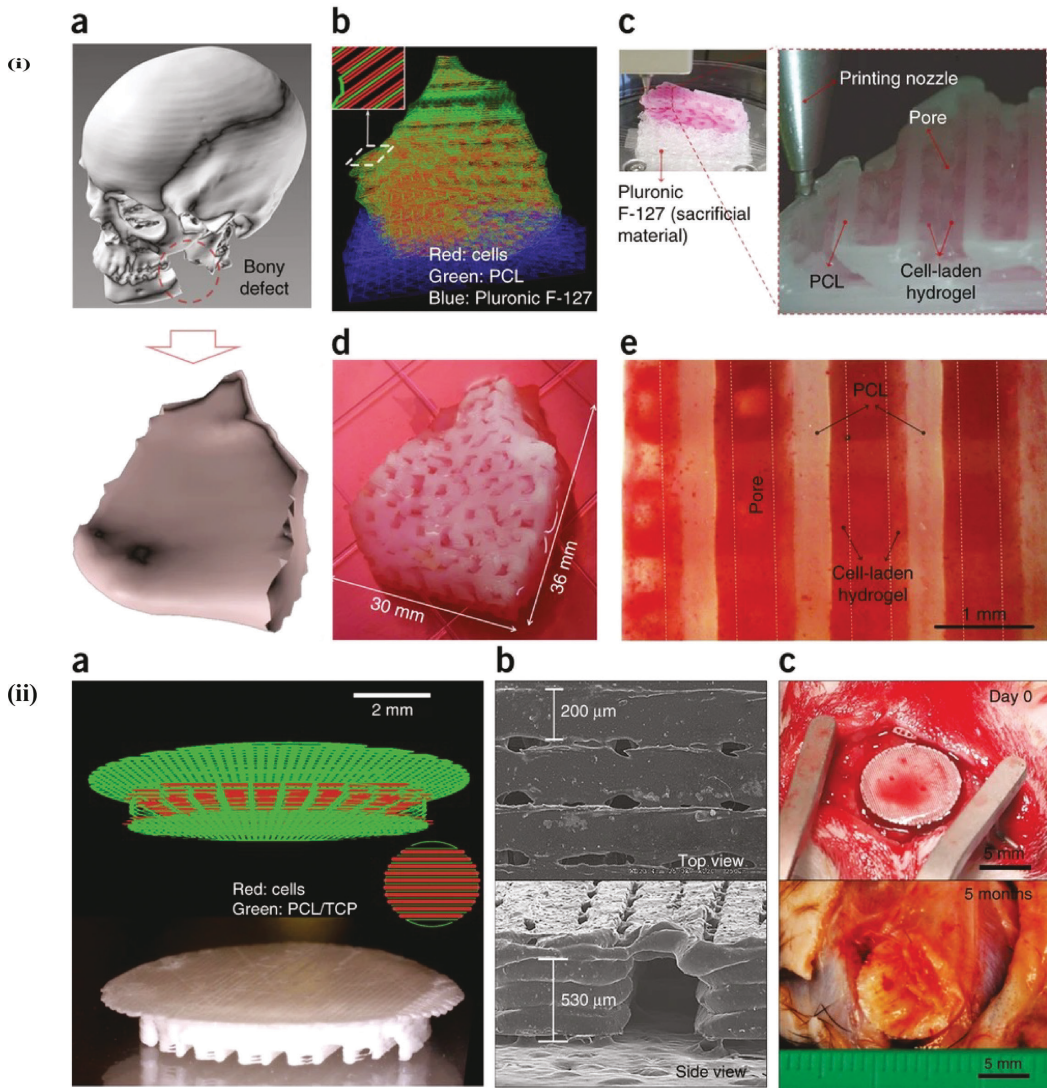 (i)
a
Bony
defect
b
Red: cells
Green: PCL
Blue: Pluronic F-127
c
Pluronic
F-127 (sacrificial
material)
Printing nozzle
Pore
PCL
Cell-laden
hydrogel
d
30 mm
36 mm
e
PCL
Pore
Cell-laden
hydrogel
1 mm
(ii)
a
2 mm
Red: cells
Green: PCL/TCP
b
200 μm
Top view
530 μm
Side view
c
Day 0
5 mm
5 months
5 mm